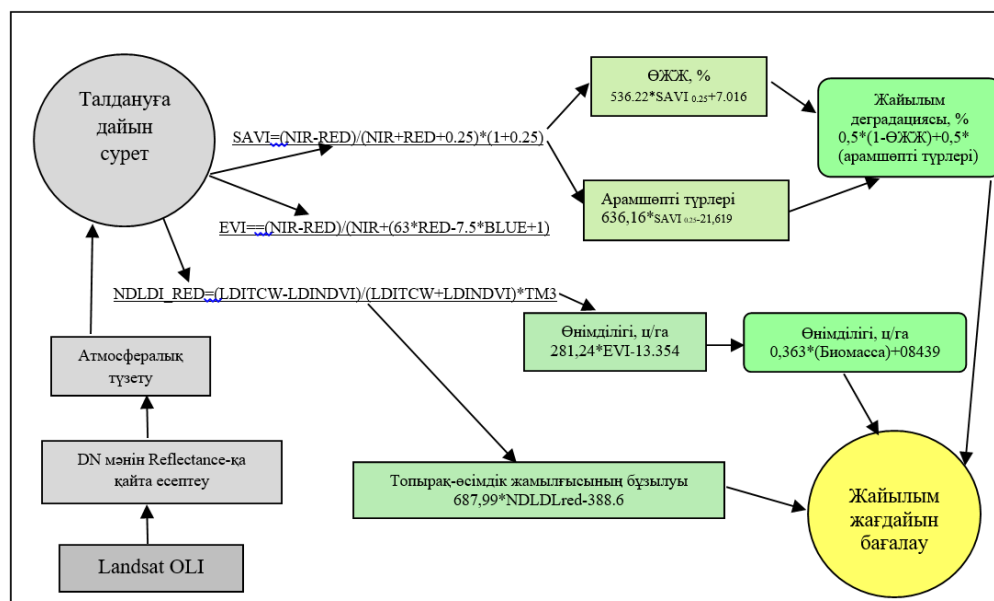 Талдануға
дайын
сурет
SAVI=(NIR-RED)/(NIR+RED+0.25)*(1+0.25)
EVI==(NIR-RED)/(NIR+(63*RED-7.5*BLUE+1)
NDLDI_RED=(LDITCW-LDINDVI)/(LDITCW+LDINDVI)*TM3
ӨЖЖ, %
536.22*SAVI 0.25+7.016
Арамшөпті түрлері
636,16*SAVI 0.25-21,619
Жайылым
деградациясы, %
0,5*(1-ӨЖЖ)+0,5*
(арамшөпті түрлері)
Өнімділігі, ц/га
281,24*EVI-13.354
Өнімділігі, ц/га
0,363*(Биомасса)+08439
Атмосфералық
түзету
DN мәнін Reflectance-қа
қайта есептеу
Landsat OLI
Топырақ-өсімдік жамылғысының бұзылуы
687,99*NDLDLred-388.6
Жайылым
жағдайын
бағалау